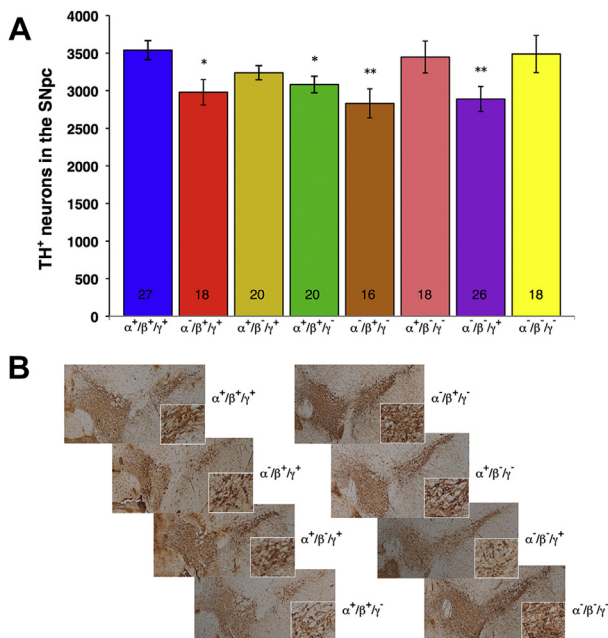 A
TH⁺ neurons in the SNpc
4000
3500
3000
2500
2000
1500
1000
500
0
* * ** **
27 18 20 20 16 18 26 18
α⁺/β⁺/γ⁺ α⁻/β⁺/γ⁺ α⁺/β⁻/γ⁺ α⁺/β⁺/γ⁻ α⁻/β⁺/γ⁻ α⁺/β⁻/γ⁻ α⁻/β⁻/γ⁺ α⁻/β⁻/γ⁻
B
α⁺/β⁺/γ⁺
α⁻/β⁺/γ⁻
α⁻/β⁺/γ⁺
α⁺/β⁻/γ⁻
α⁺/β⁻/γ⁺
α⁻/β⁻/γ⁺
α⁺/β⁺/γ⁻
α⁻/β⁻/γ⁻